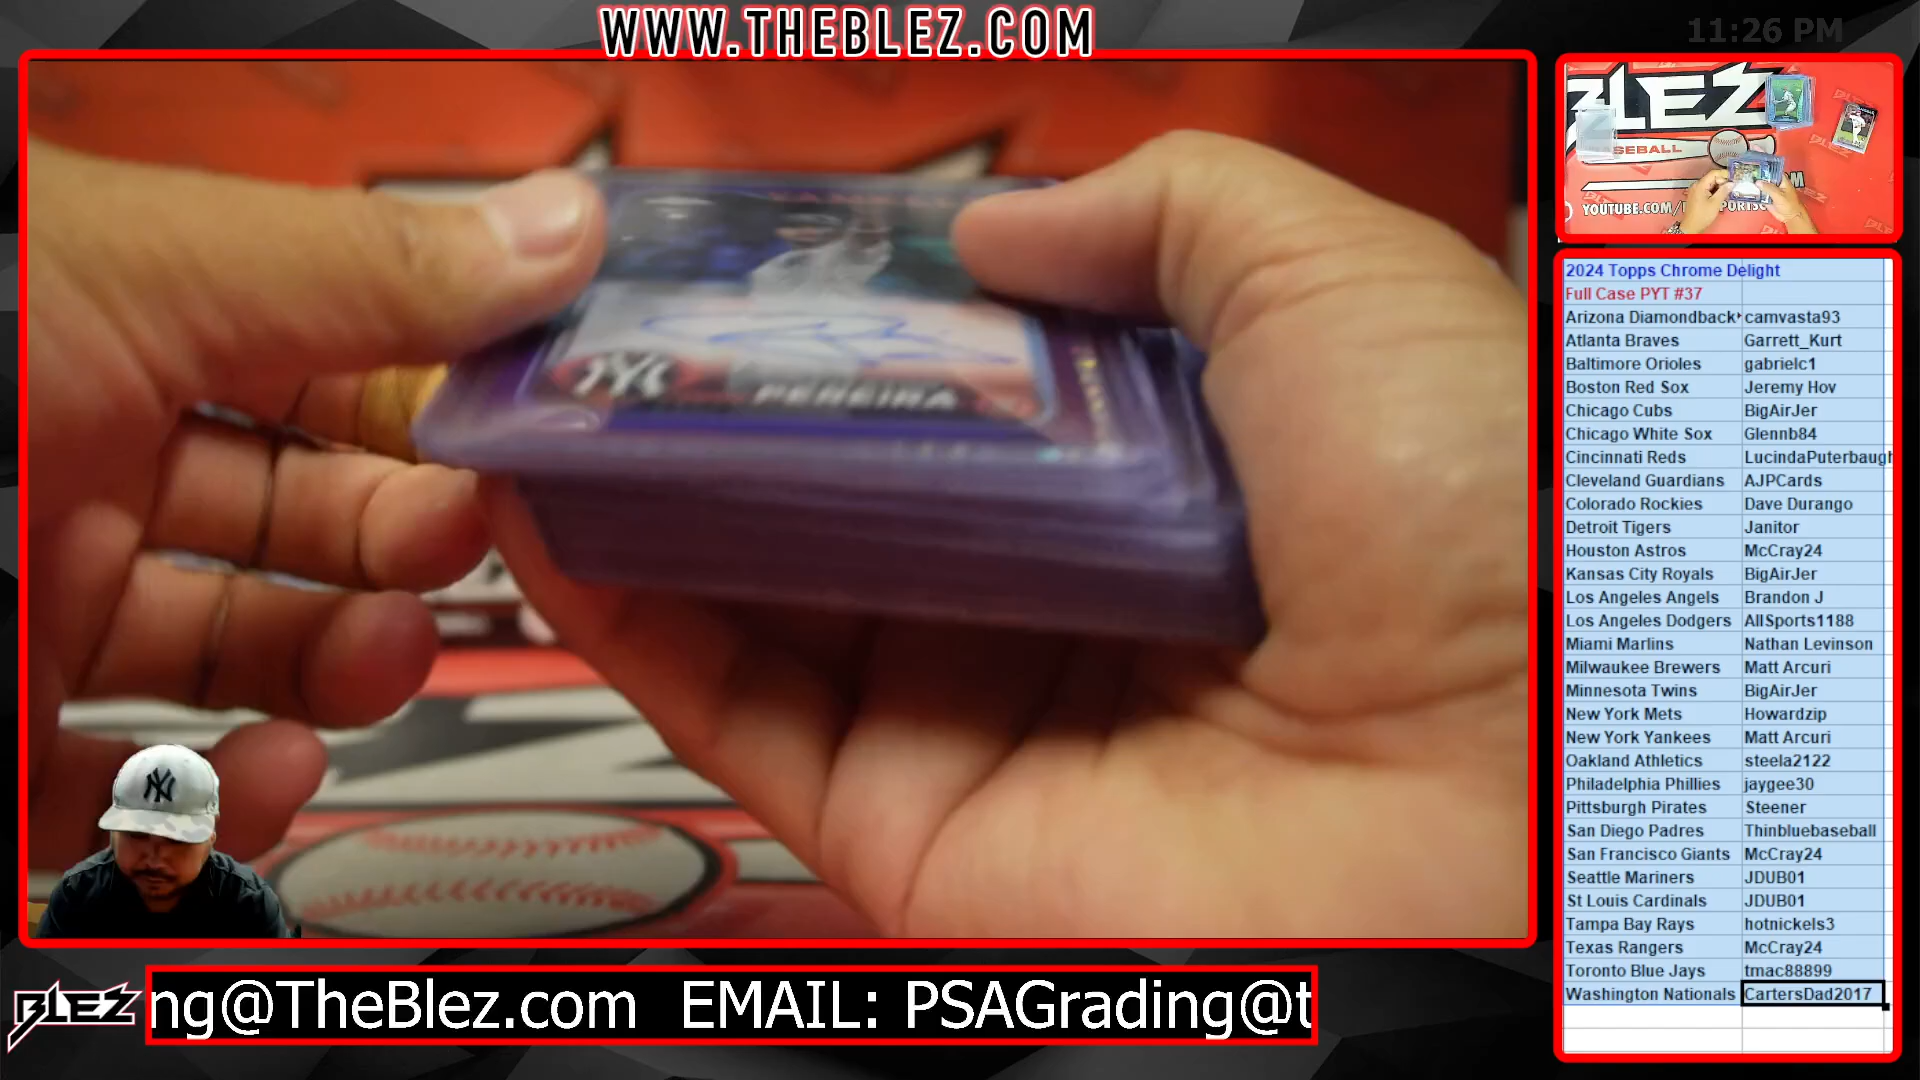 WWW.THEBLEZ.COM
11:26 PM
YANKEES
NY
PEREIRA
BLEZ
BASEBALL
YOUTUBE.COM/
2024 Topps Chrome Delight
Full Case PYT #37
Arizona Diamondback camvasta93
Atlanta Braves Garrett_Kurt
Baltimore Orioles gabrielc1
Boston Red Sox Jeremy Hov
Chicago Cubs BigAirJer
Chicago White Sox Glennb84
Cincinnati Reds LucindaPuterbaugh
Cleveland Guardians AJPCards
Colorado Rockies Dave Durango
Detroit Tigers Janitor
Houston Astros McCray24
Kansas City Royals BigAirJer
Los Angeles Angels Brandon J
Los Angeles Dodgers AllSports1188
Miami Marlins Nathan Levinson
Milwaukee Brewers Matt Arcuri
Minnesota Twins BigAirJer
New York Mets Howardzip
New York Yankees Matt Arcuri
Oakland Athletics steela2122
Philadelphia Phillies jaygee30
Pittsburgh Pirates Steener
San Diego Padres Thinbluebaseball
San Francisco Giants McCray24
Seattle Mariners JDUB01
St Louis Cardinals JDUB01
Tampa Bay Rays hotnickels3
Texas Rangers McCray24
Toronto Blue Jays tmac88899
Washington Nationals CartersDad2017
NY
BLEZ
ng@TheBlez.com EMAIL: PSAGrading@t